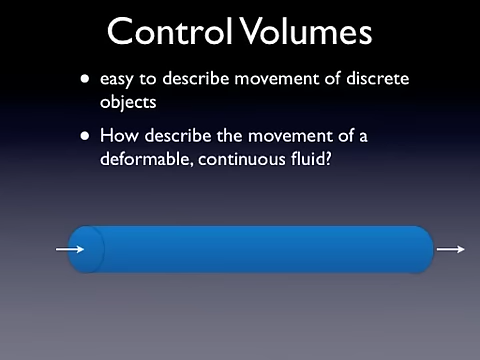 Control Volumes
• easy to describe movement of discrete
objects
• How describe the movement of a
deformable, continuous fluid?